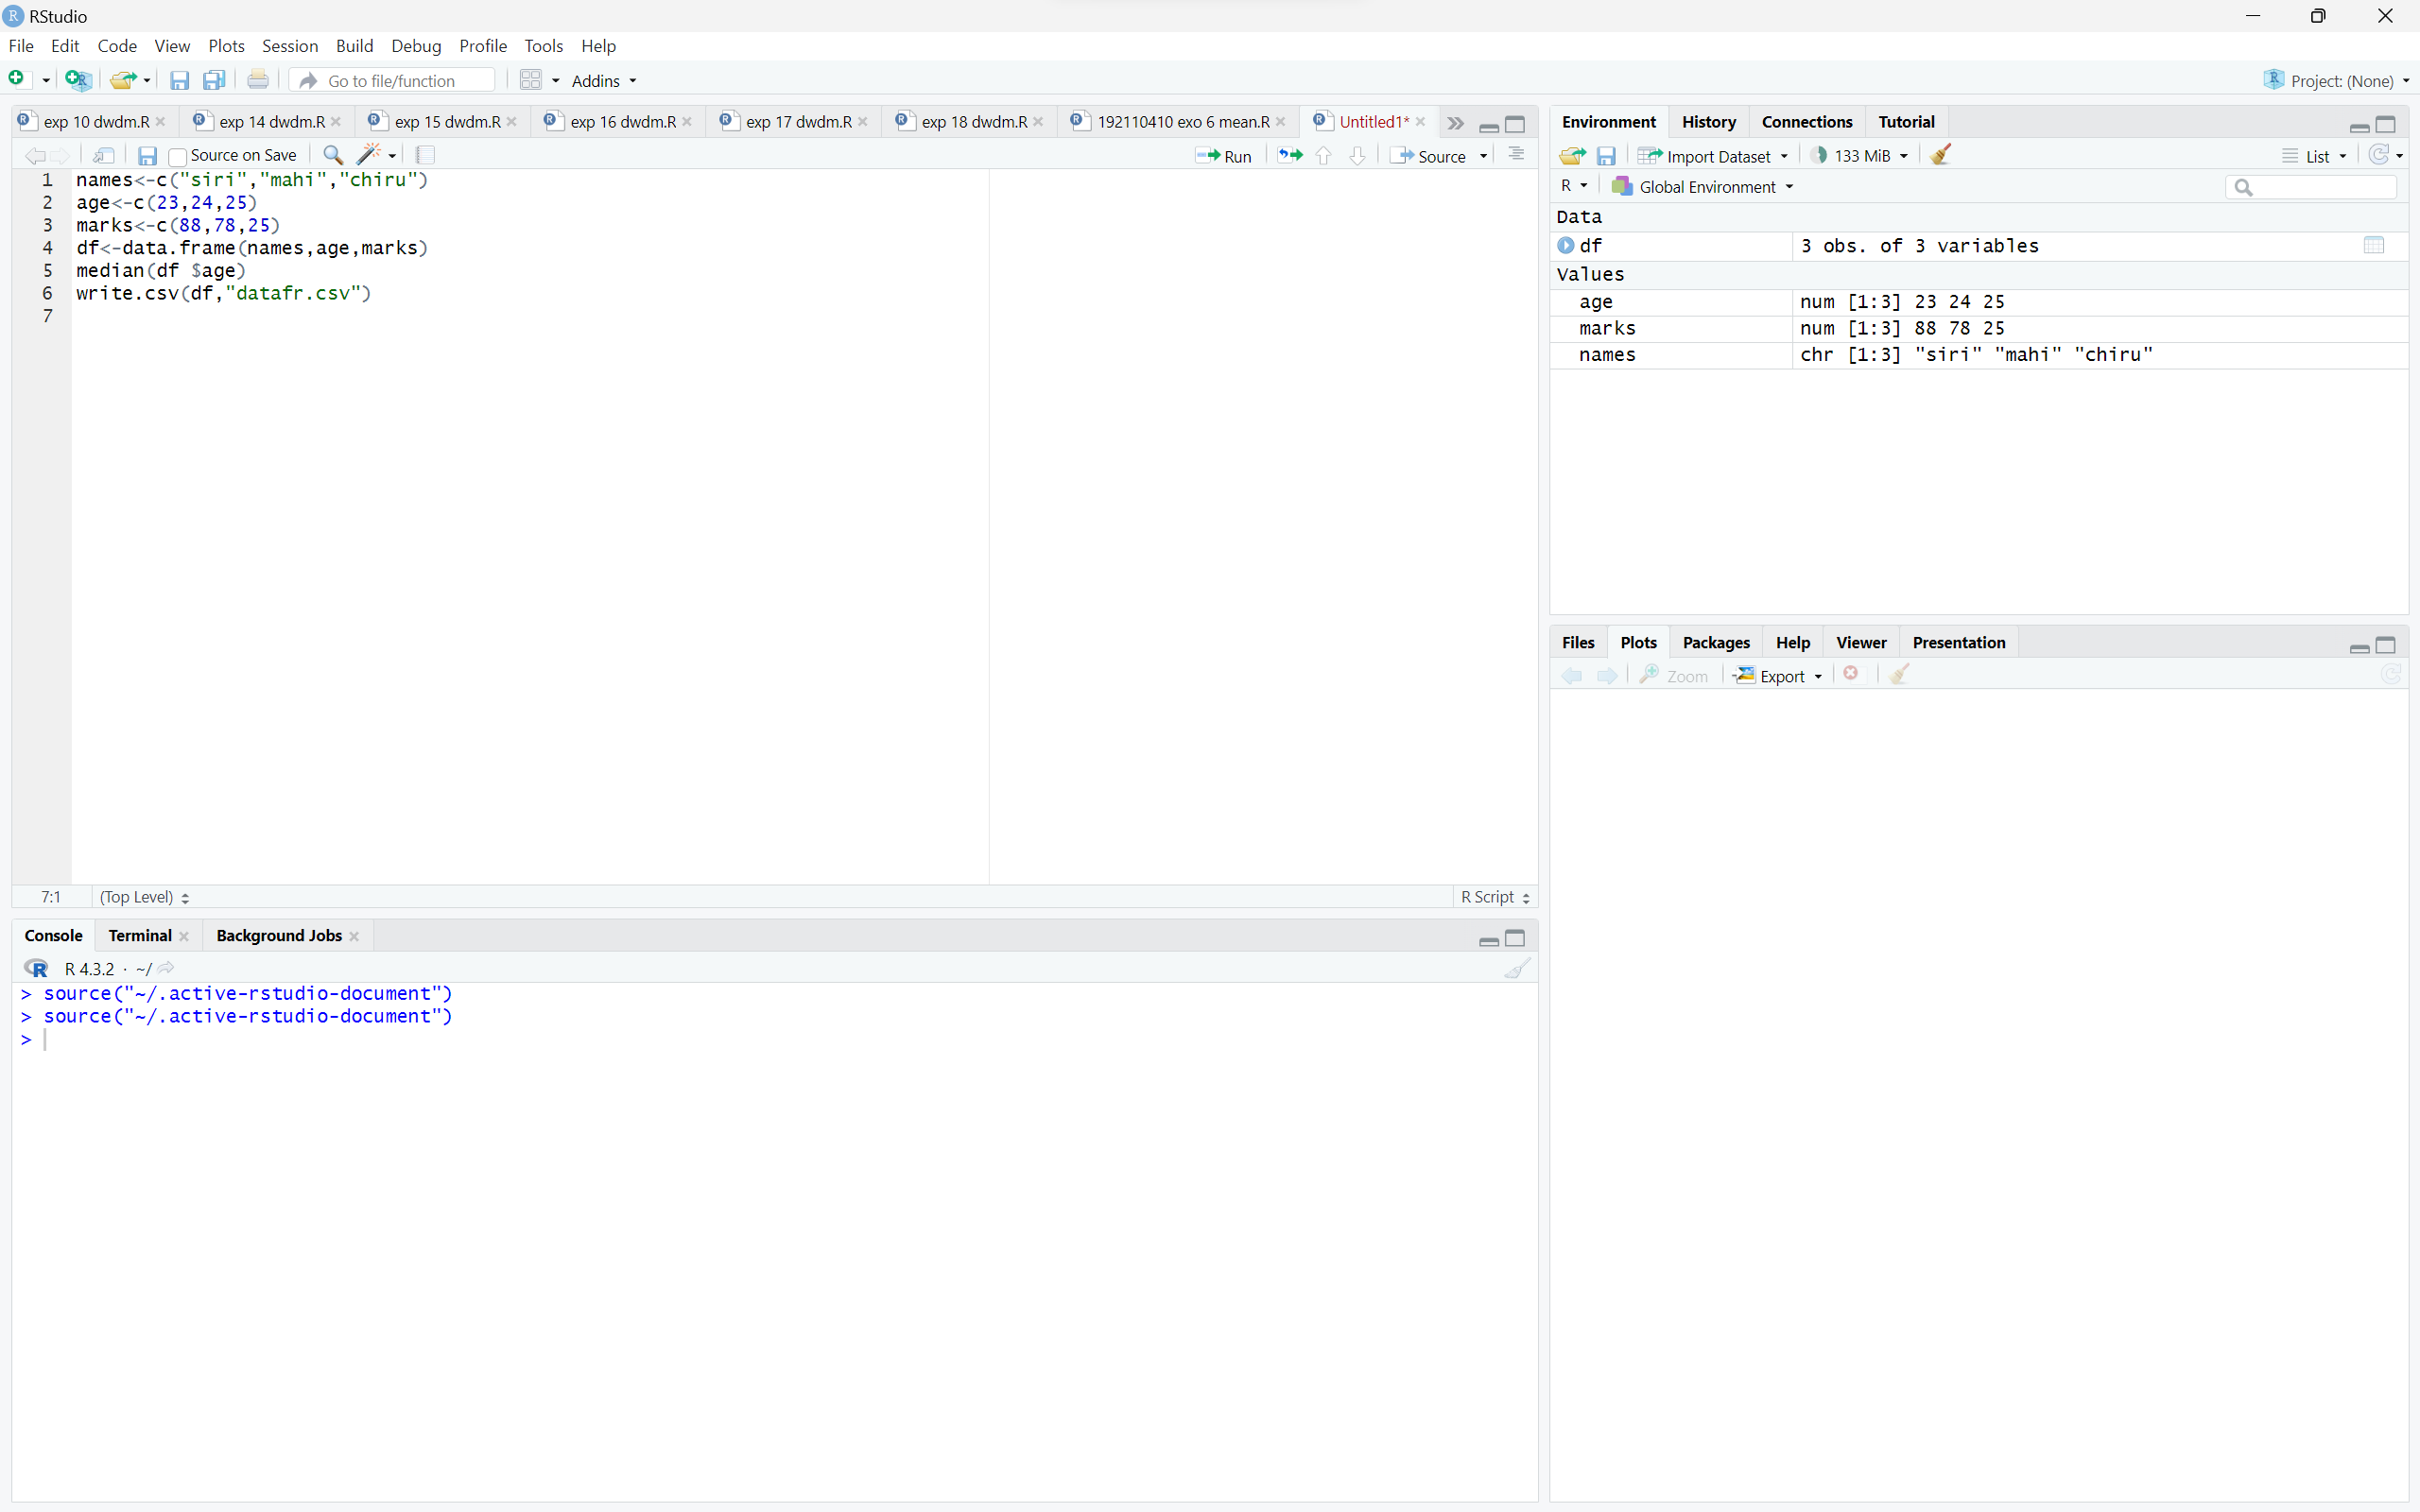 RStudio
File Edit Code View Plots Session Build Debug Profile Tools Help
Go to file/function Addins Project: (None)
exp 10 dwdm.R exp 14 dwdm.R exp 15 dwdm.R exp 16 dwdm.R exp 17 dwdm.R exp 18 dwdm.R 192110410 exo 6 mean.R Untitled1*
Source on Save Run Source
1 names<-c("siri","mahi","chiru")
2 age<-c(23,24,25)
3 marks<-c(88,78,25)
4 df<-data.frame(names,age,marks)
5 median(df $age)
6 write.csv(df,"datafr.csv")
7
7:1 (Top Level) R Script
Console Terminal Background Jobs
R 4.3.2 · ~/
> source("~/.active-rstudio-document")
> source("~/.active-rstudio-document")
>
Environment History Connections Tutorial
Import Dataset 133 MiB List
R Global Environment
Data
df 3 obs. of 3 variables
Values
age num [1:3] 23 24 25
marks num [1:3] 88 78 25
names chr [1:3] "siri" "mahi" "chiru"
Files Plots Packages Help Viewer Presentation
Zoom Export